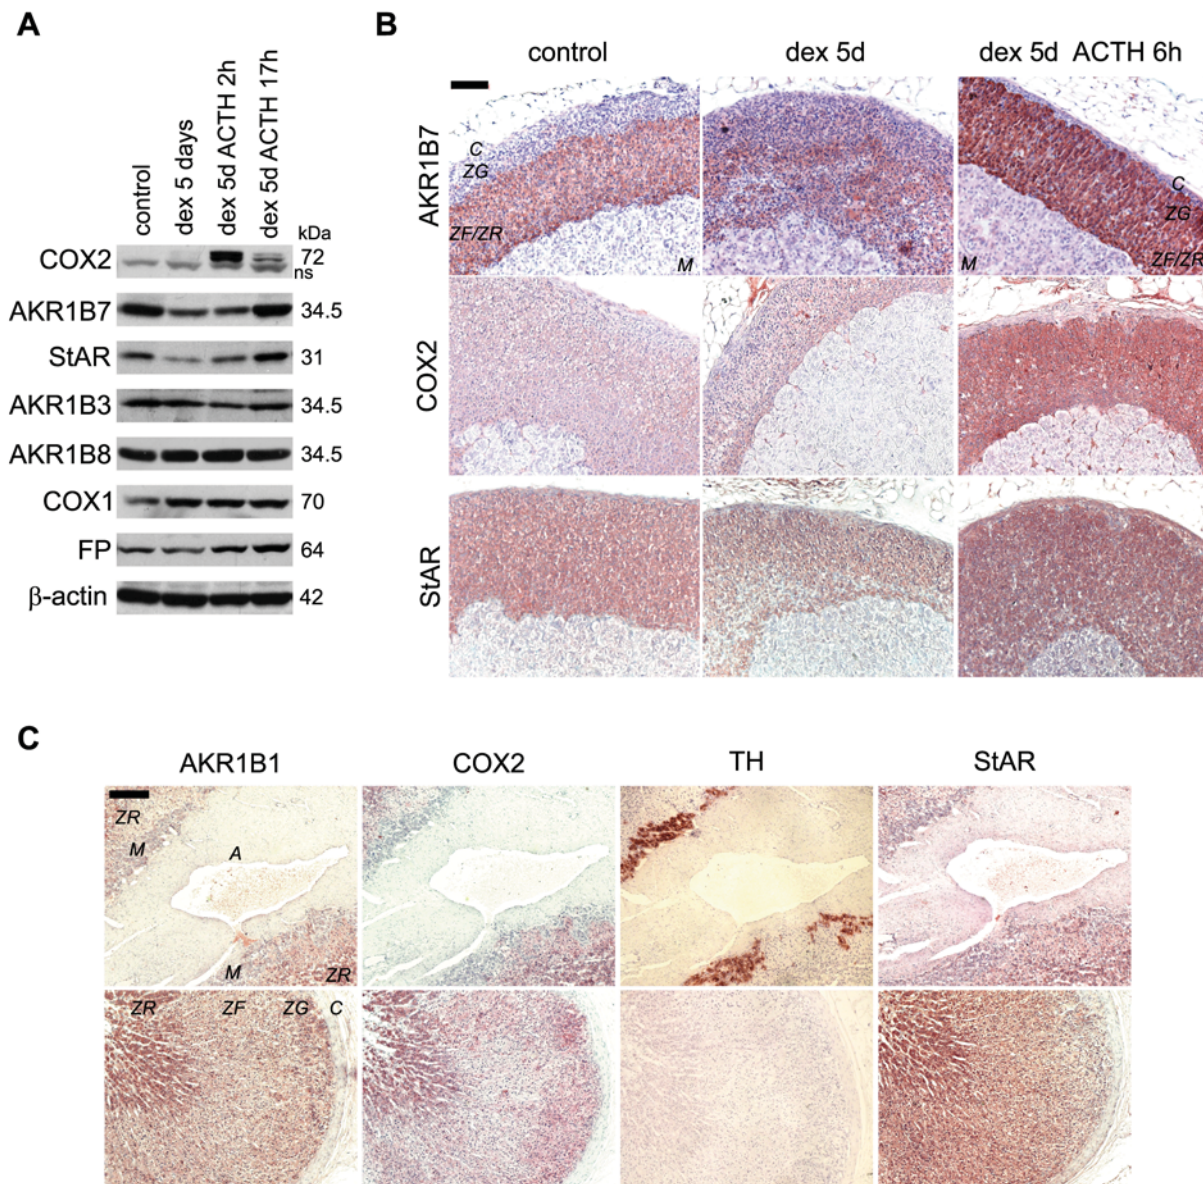 A
control
dex 5 days
dex 5d ACTH 2h
dex 5d ACTH 17h
kDa
COX2 72
ns
AKR1B7 34.5
StAR 31
AKR1B3 34.5
AKR1B8 34.5
COX1 70
FP 64
β-actin 42
B
control dex 5d dex 5d ACTH 6h
AKR1B7
C
ZG
ZF/ZR
M
C
ZG
ZF/ZR
M
COX2
StAR
C
AKR1B1 COX2 TH StAR
ZR
M
A
M
ZR
ZR ZF ZG C